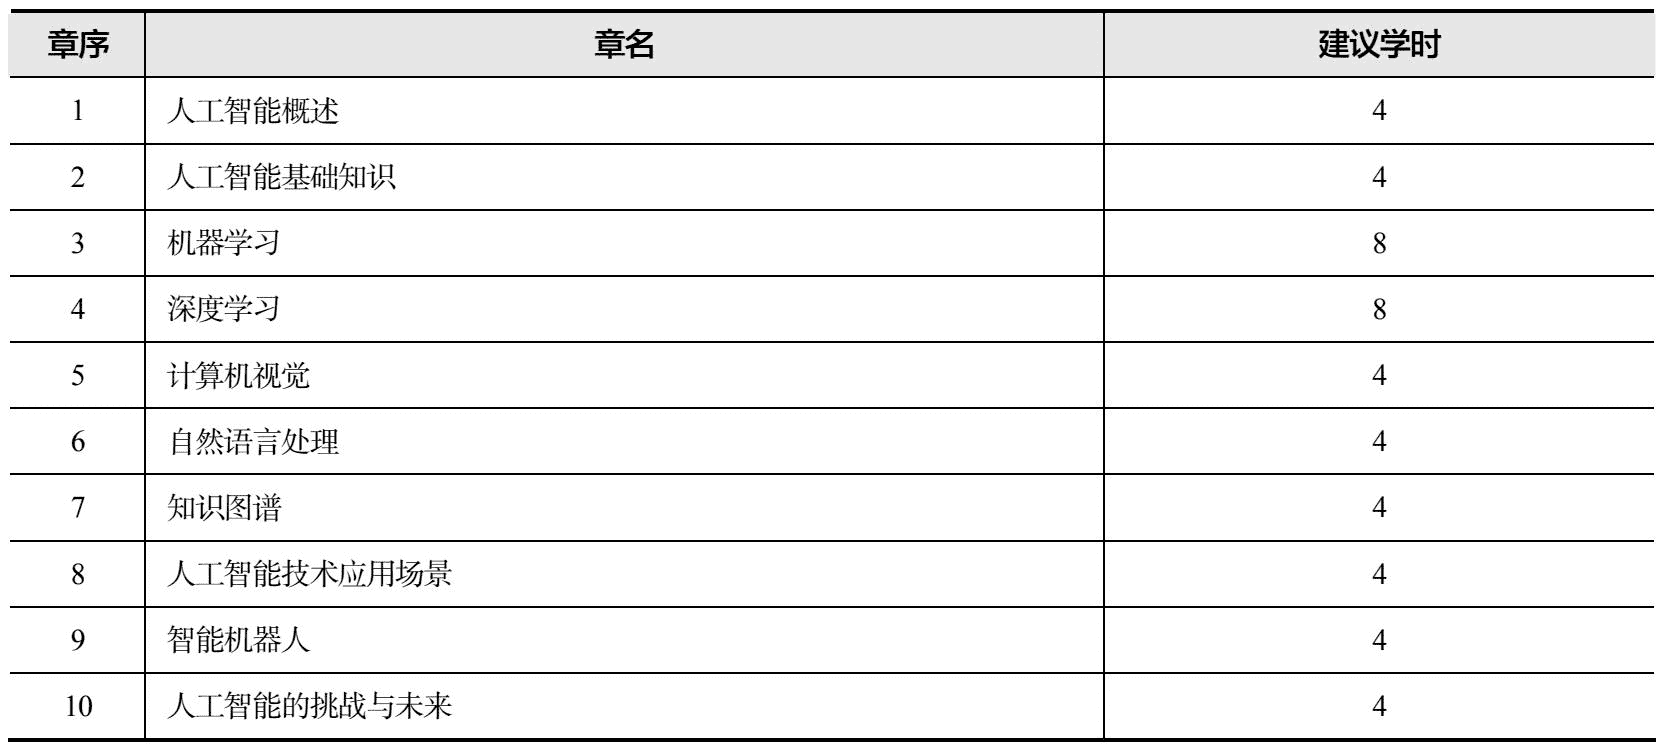 章序 章名 建议学时
1 人工智能概述 4
2 人工智能基础知识 4
3 机器学习 8
4 深度学习 8
5 计算机视觉 4
6 自然语言处理 4
7 知识图谱 4
8 人工智能技术应用场景 4
9 智能机器人 4
10 人工智能的挑战与未来 4